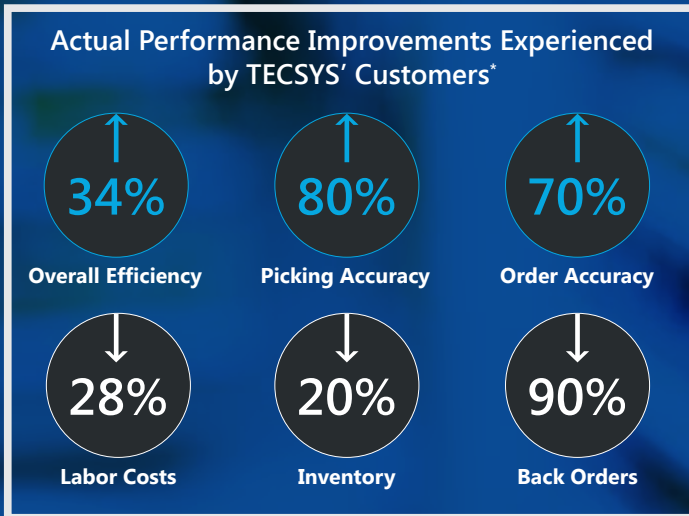 Actual Performance Improvements Experienced
by TECSYS' Customers*
34% 80% 70%
Overall Efficiency Picking Accuracy Order Accuracy
28% 20% 90%
Labor Costs Inventory Back Orders